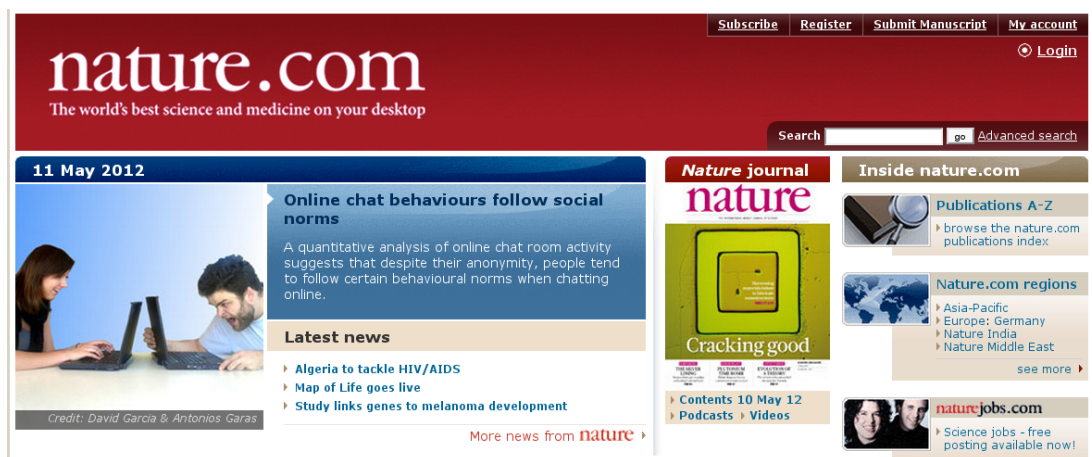 Subscribe
Register
Submit Manuscript
My account
Login
nature.com
The world's best science and medicine on your desktop
Search
go
Advanced search
11 May 2012
Online chat behaviours follow social
norms
A quantitative analysis of online chat room activity
suggests that despite their anonymity, people tend
to follow certain behavioural norms when chatting
online.
Credit: David Garcia & Antonios Garas
Latest news
Algeria to tackle HIV/AIDS
Map of Life goes live
Study links genes to melanoma development
More news from nature
Nature journal
nature
Cracking good
Contents 10 May 12
Podcasts
Videos
Inside nature.com
Publications A-Z
browse the nature.com
publications index
Nature.com regions
Asia-Pacific
Europe: Germany
Nature India
Nature Middle East
see more
naturejobs.com
Science jobs - free
posting available now!